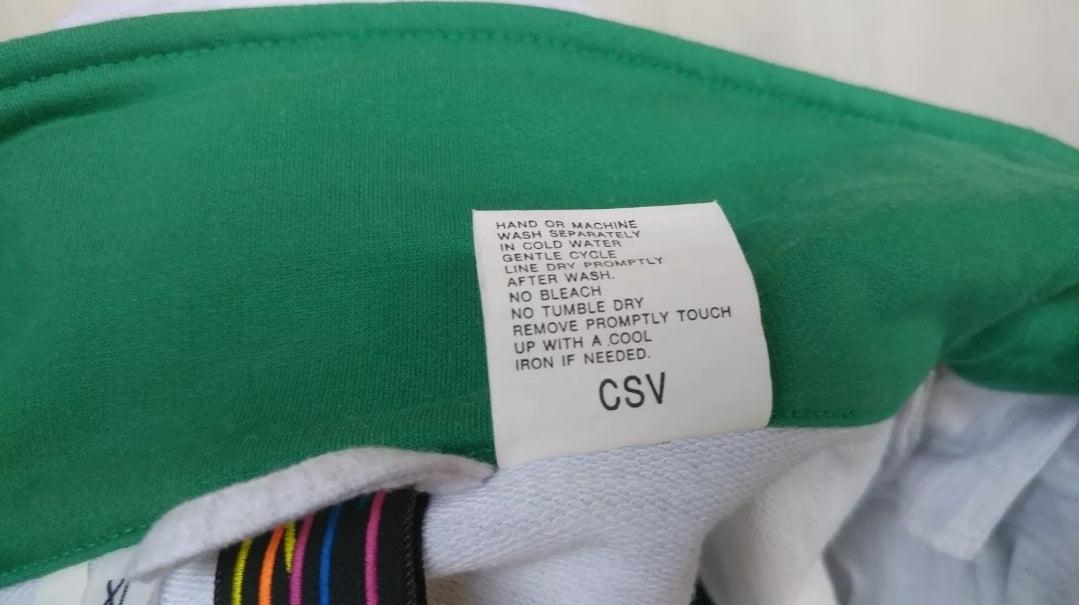 HAND OR MACHINE
WASH SEPARATELY
IN COLD WATER
GENTLE CYCLE
LINE DRY PROMPTLY
AFTER WASH.
NO BLEACH
NO TUMBLE DRY
REMOVE PROMPTLY TOUCH
UP WITH A COOL
IRON IF NEEDED.
CSV